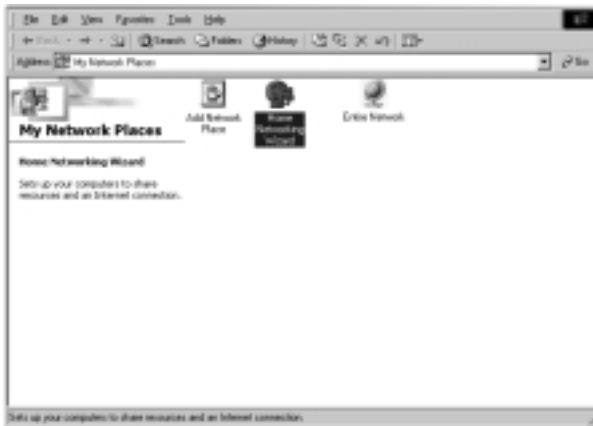 File Edit View Favorites Tools Help
Back Search Folders History
Address My Network Places Go
My Network Places
Home Networking Wizard
Sets up your computers to share
resources and an Internet connection.
Add Network
Place
Home
Networking
Wizard
Entire Network
Sets up your computers to share resources and an Internet connection.